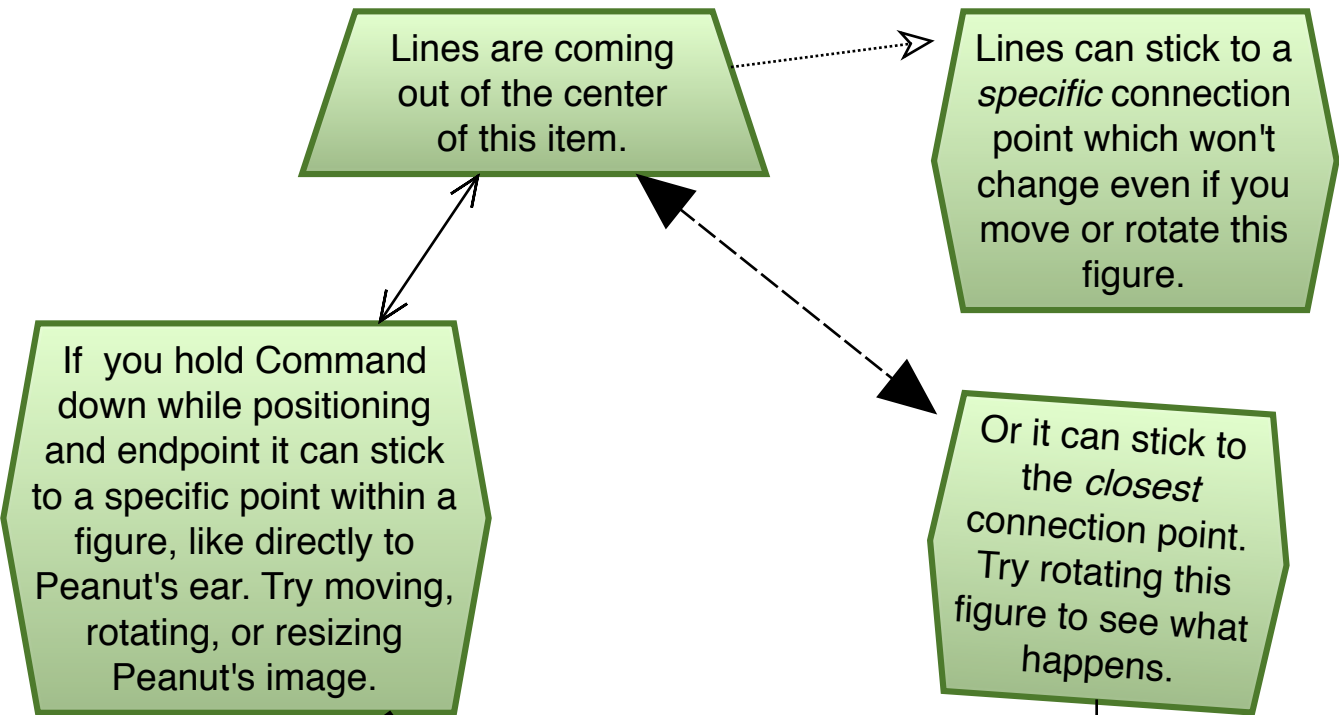 Lines are coming
out of the center
of this item.
Lines can stick to a
specific connection
point which won't
change even if you
move or rotate this
figure.
If  you hold Command
down while positioning
and endpoint it can stick
to a specific point within a
figure, like directly to
Peanut's ear. Try moving,
rotating, or resizing
Peanut's image.
Or it can stick to
the closest
connection point.
Try rotating this
figure to see what
happens.